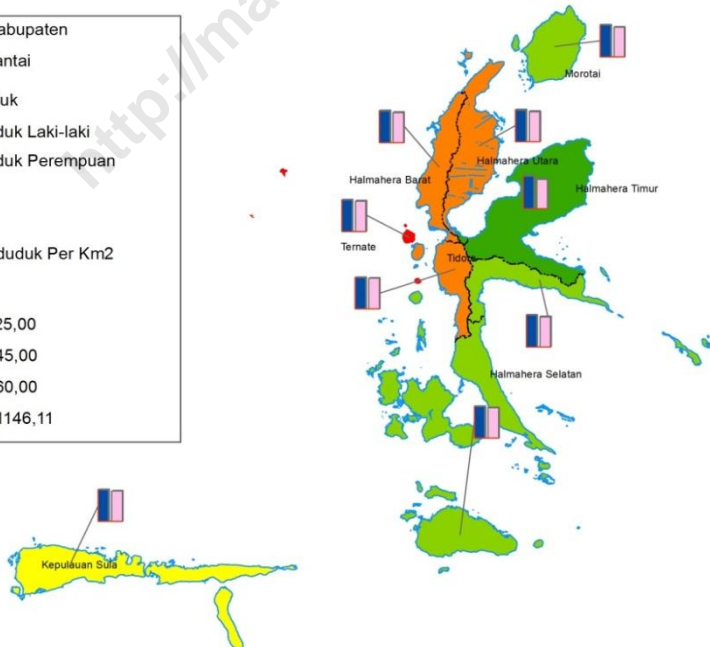 abupaten
antai
uk
duk Laki-laki
duk Perempuan
duduk Per Km2
25,00
45,00
60,00
1146,11
http://ma
Morotai
Halmahera Utara
Halmahera Barat
Halmahera Timur
Ternate
Tidore
Halmahera Selatan
Kepulauan Sula